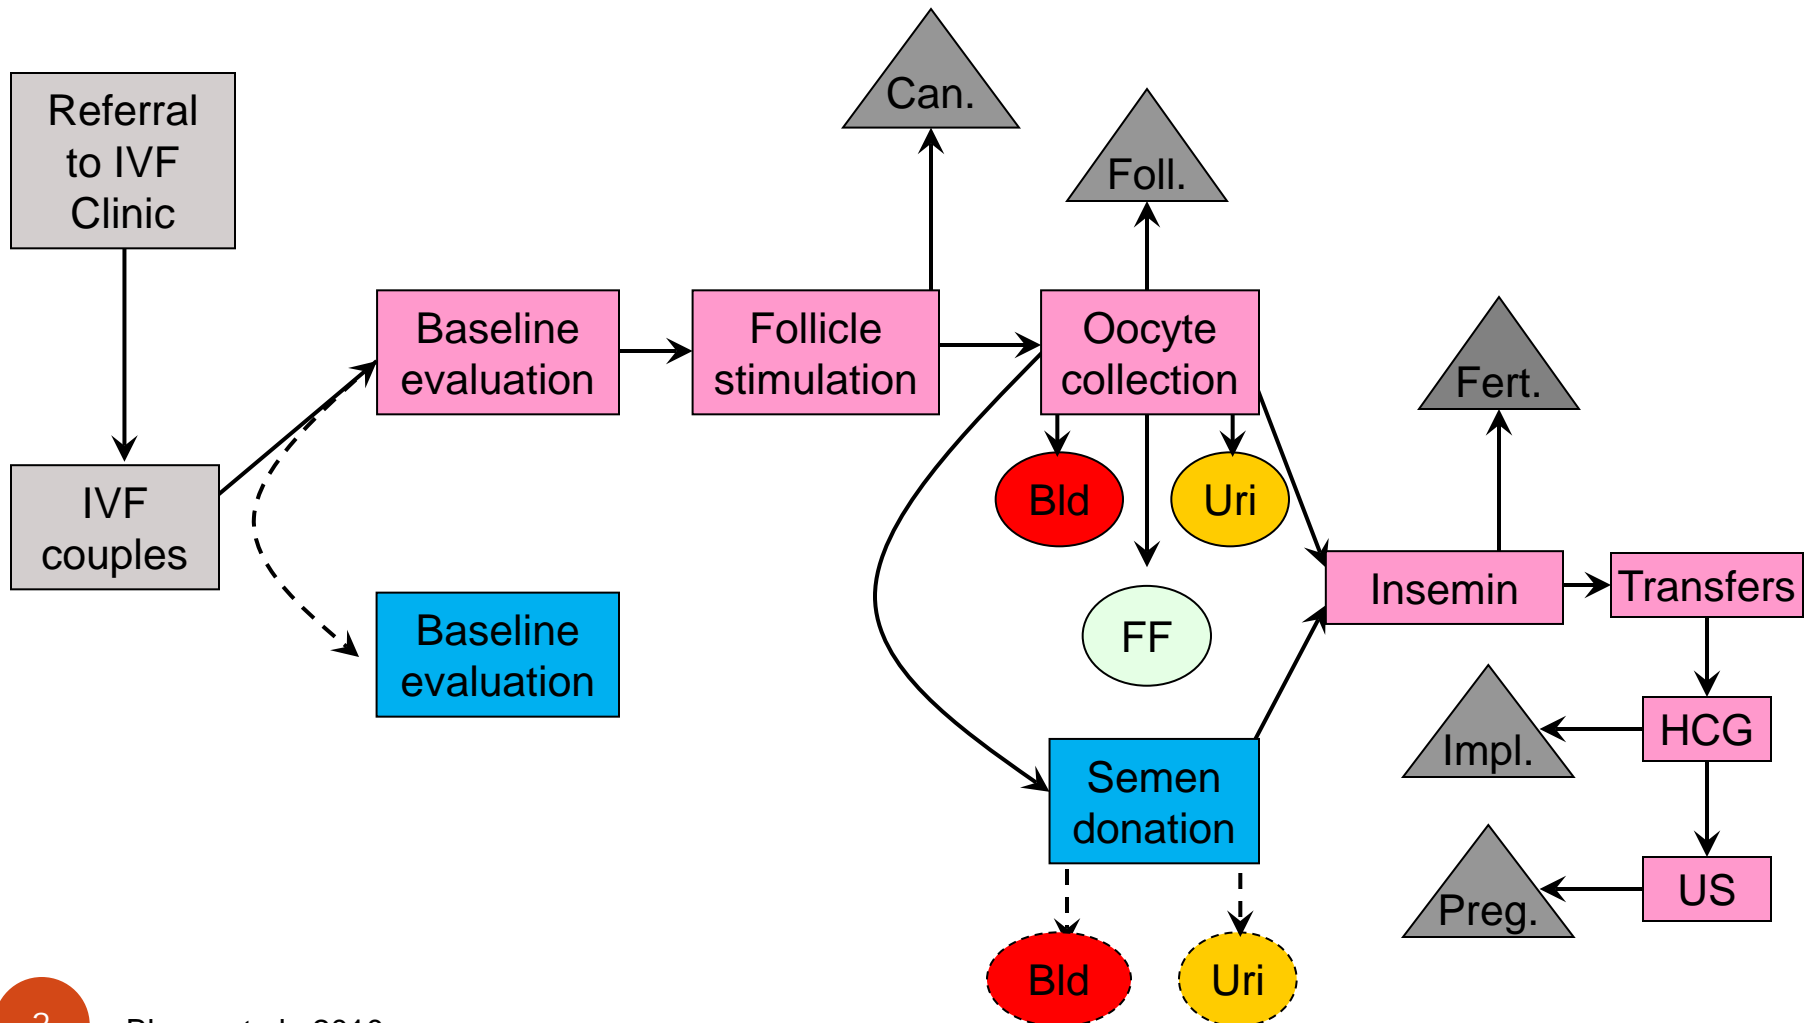 Can.
Referral
to IVF
Clinic
Foll.
Baseline
evaluation
Follicle
stimulation
Oocyte
collection
Fert.
IVF
couples
Bld
Uri
Insemin
Transfers
FF
Baseline
evaluation
HCG
Impl.
Semen
donation
US
Preg.
Bld
Uri